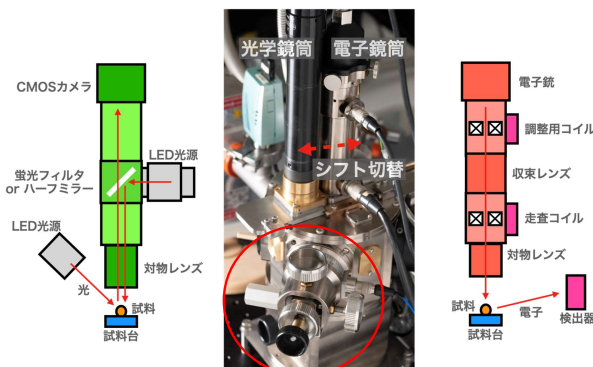 CMOSカメラ
LED光源
蛍光フィルタ
or ハーフミラー
LED光源
対物レンズ
光
試料
試料台
光学鏡筒
電子鏡筒
シフト切替
電子銃
調整用コイル
収束レンズ
走査コイル
対物レンズ
試料
電子
検出器
試料台